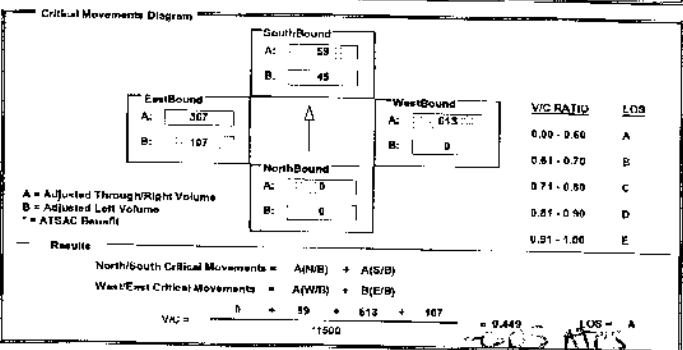 Critical Movements Diagram
SouthBound
A: 59
B: 45
EastBound
A: 367
B: 107
WestBound
A: 613
B: 0
NorthBound
A: 0
B: 0
V/C RATIO LOS
0.00 - 0.60 A
0.61 - 0.70 B
0.71 - 0.80 C
0.81 - 0.90 D
0.91 - 1.00 E
A = Adjusted Through/Right Volume
B = Adjusted Left Volume
* = ATSAC Benefit
Results
North/South Critical Movements = A(N/B) + A(S/B)
West/East Critical Movements = A(W/B) + B(E/B)
V/C = 0 + 59 + 613 + 107
*1500
= 0.449 LOS = A